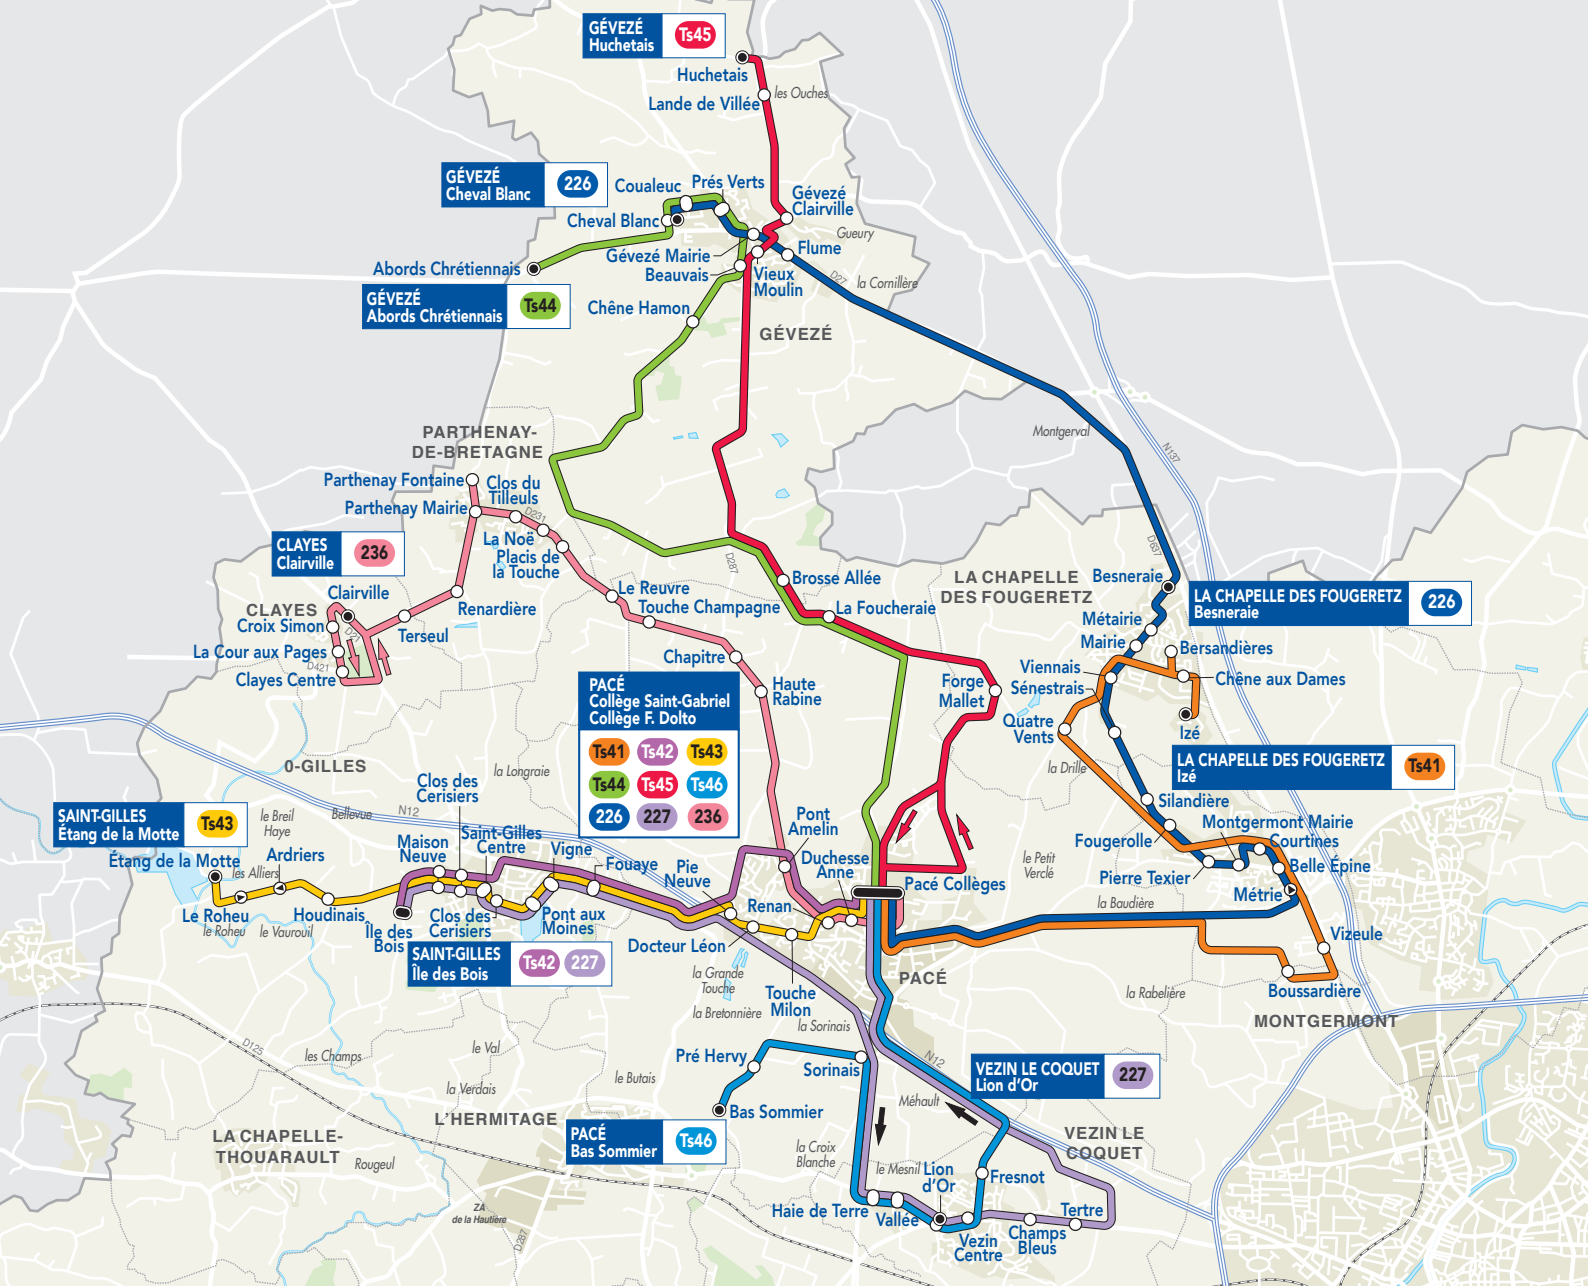 GÉVEZÉ
Huchetais
Ts45
Huchetais
les Ouches
Lande de Villée
GÉVEZÉ
Cheval Blanc
226
Coualeuc
Prés Verts
Gévezé
Clairville
Cheval Blanc
Gueury
Flume
Gévezé Mairie
Abords Chrétiennais
Beauvais
Vieux
Moulin
D27
la Cornillère
GÉVEZÉ
Abords Chrétiennais
Ts44
Chêne Hamon
GÉVEZÉ
PARTHENAY-
DE-BRETAGNE
Montgerval
N137
Parthenay Fontaine
Clos du
Tilleuls
Parthenay Mairie
D231
La Noë
Placis de
la Touche
D637
CLAYES
Clairville
236
D287
Brosse Allée
LA CHAPELLE
DES FOUGERETZ
Besneraie
Clairville
Le Reuvre
LA CHAPELLE DES FOUGERETZ
Besneraie
226
CLAYES
Renardière
Touche Champagne
La Foucheraie
Métairie
Croix Simon
D21
Terseul
Mairie
Bersandières
La Cour aux Pages
D421
Chapitre
Viennais
Clayes Centre
Sénestrais
Chêne aux Dames
PACÉ
Collège Saint-Gabriel
Collège F. Dolto
Haute
Rabine
Forge
Mallet
Quatre
Vents
Izé
Ts41
Ts42
Ts43
LA CHAPELLE DES FOUGERETZ
Izé
Ts41
0-GILLES
la Longraie
la Drille
Ts44
Ts45
Ts46
Clos des
Cerisiers
Silandière
226
227
236
SAINT-GILLES
Étang de la Motte
Ts43
le Breil
Haye
Bellevue
N12
Pont
Amelin
Montgermont Mairie
Maison
Neuve
Saint-Gilles
Centre
Vigne
Fougerolle
Courtines
Étang de la Motte
Ardriers
Fouaye
Pie
Neuve
Duchesse
Anne
le Petit
Verclé
Belle Épine
les Alliers
Pierre Texier
Pacé Collèges
Métrie
la Baudière
Le Roheu
Houdinais
Renan
le Roheu
le Vaurouil
Île des
Bois
Clos des
Cerisiers
Pont aux
Moines
Vizeule
Docteur Léon
SAINT-GILLES
Île des Bois
Ts42
227
la Grande
Touche
PACÉ
Touche
Milon
la Rabelière
Boussardière
la Bretonnière
la Sorinais
MONTGERMONT
D125
les Champs
le Val
Pré Hervy
Sorinais
N12
VEZIN LE COQUET
Lion d'Or
227
la Verdais
le Butais
Méhault
L'HERMITAGE
Bas Sommier
LA CHAPELLE-
THOUARAULT
PACÉ
Bas Sommier
Ts46
VEZIN LE
COQUET
la Croix
Blanche
Rougeul
le Mesnil
Lion
d'Or
Fresnot
ZA
de la Hautière
Haie de Terre
Vallée
Tertre
D287
Vezin
Centre
Champs
Bleus